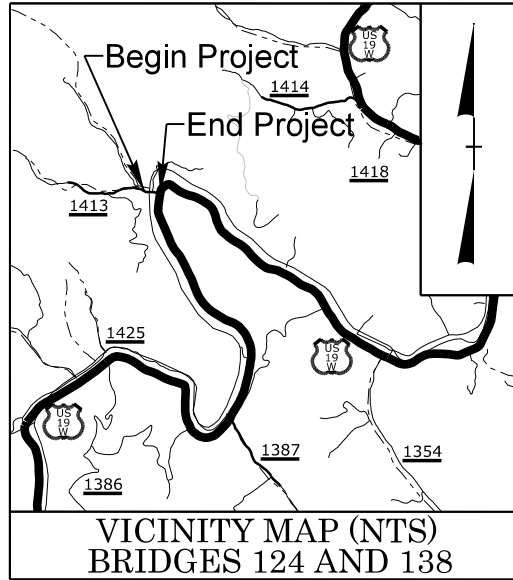 US
19
W
Begin Project
1414
End Project
1418
1413
1425
US
19
W
US
19
W
1387
1354
1386
VICINITY MAP (NTS)
BRIDGES 124 AND 138